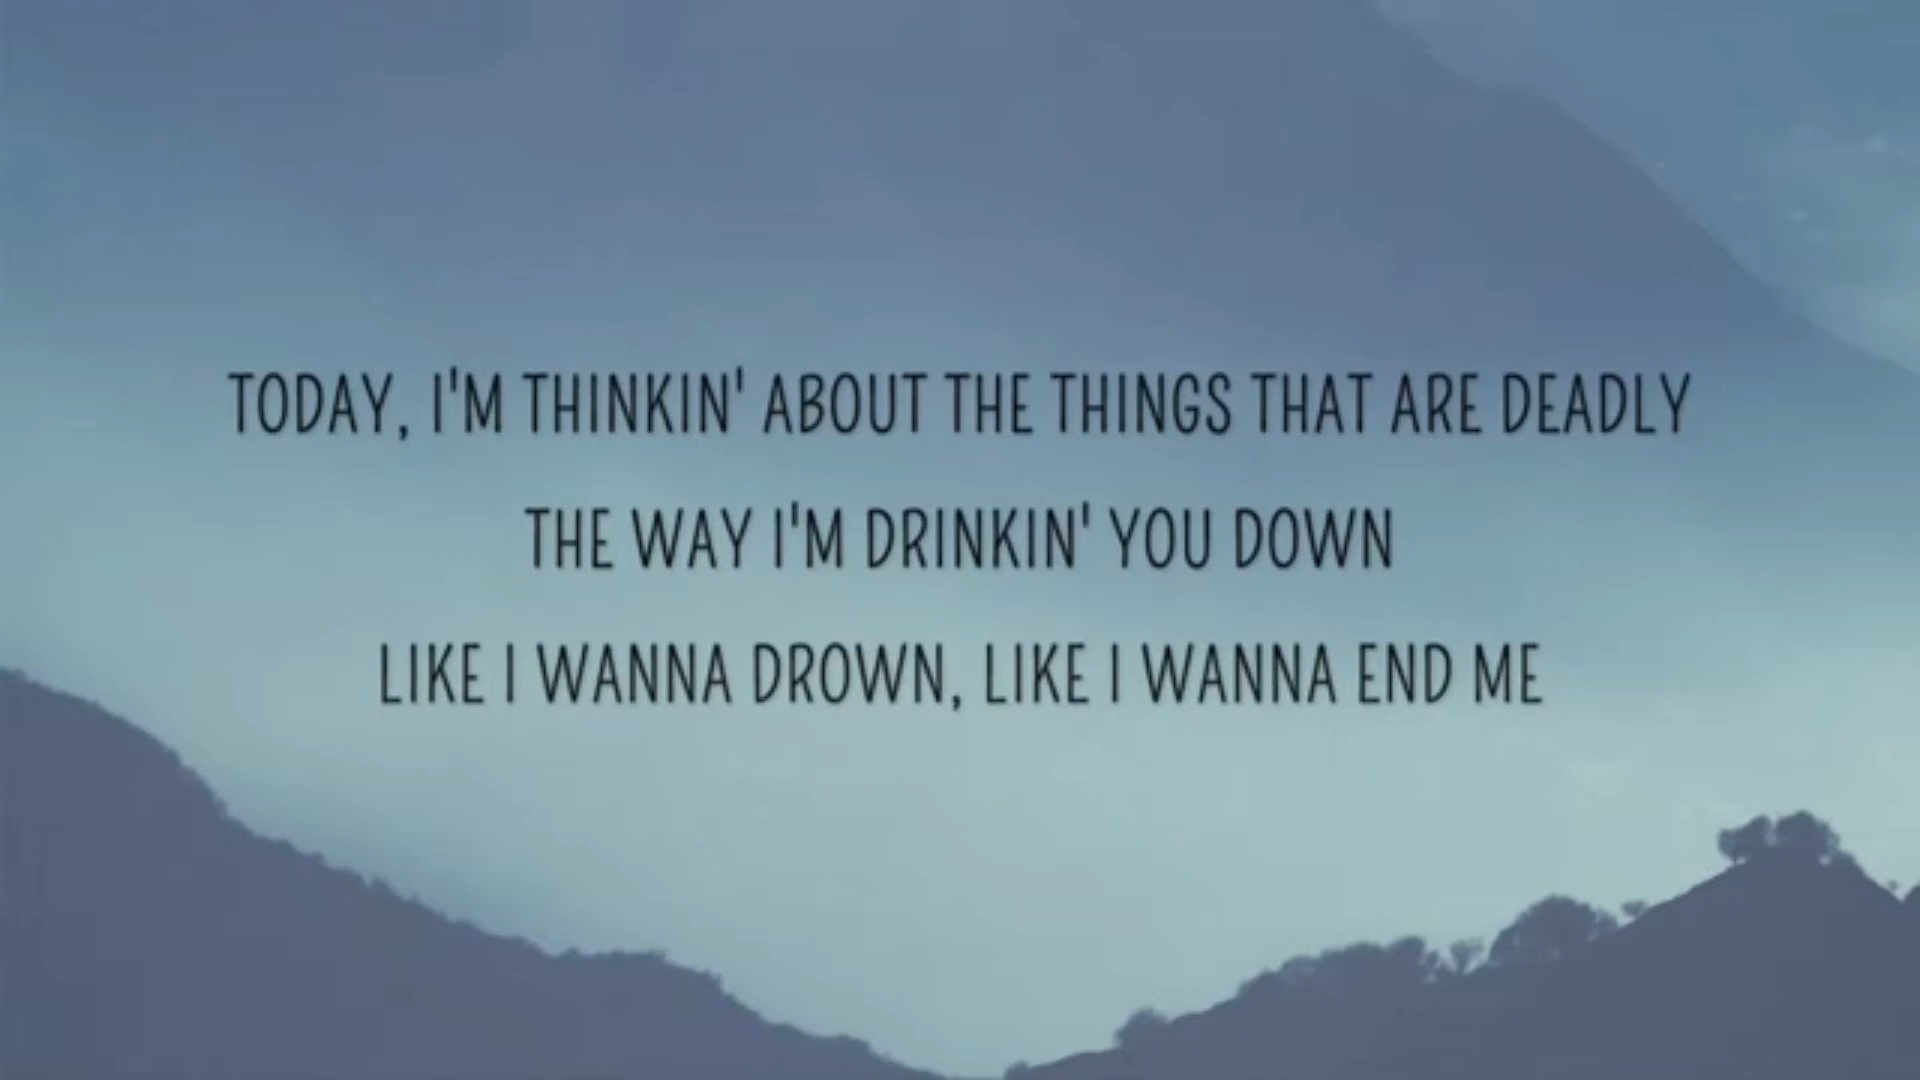 TODAY, I'M THINKIN' ABOUT THE THINGS THAT ARE DEADLY
THE WAY I'M DRINKIN' YOU DOWN
LIKE I WANNA DROWN, LIKE I WANNA END ME